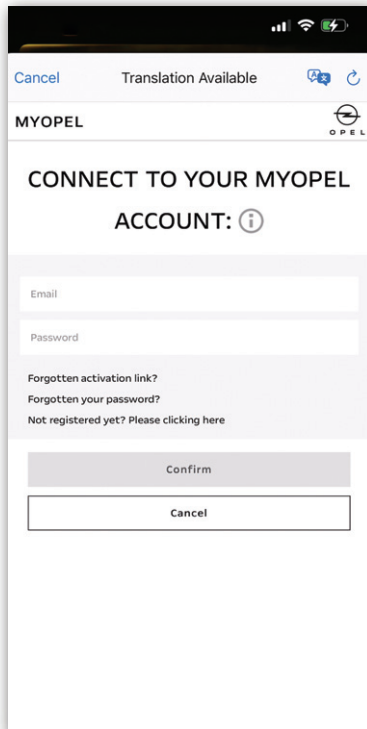 Cancel Translation Available
MYOPEL
OPEL
CONNECT TO YOUR MYOPEL
ACCOUNT:
Email
Password
Forgotten activation link?
Forgotten your password?
Not registered yet? Please clicking here
Confirm
Cancel